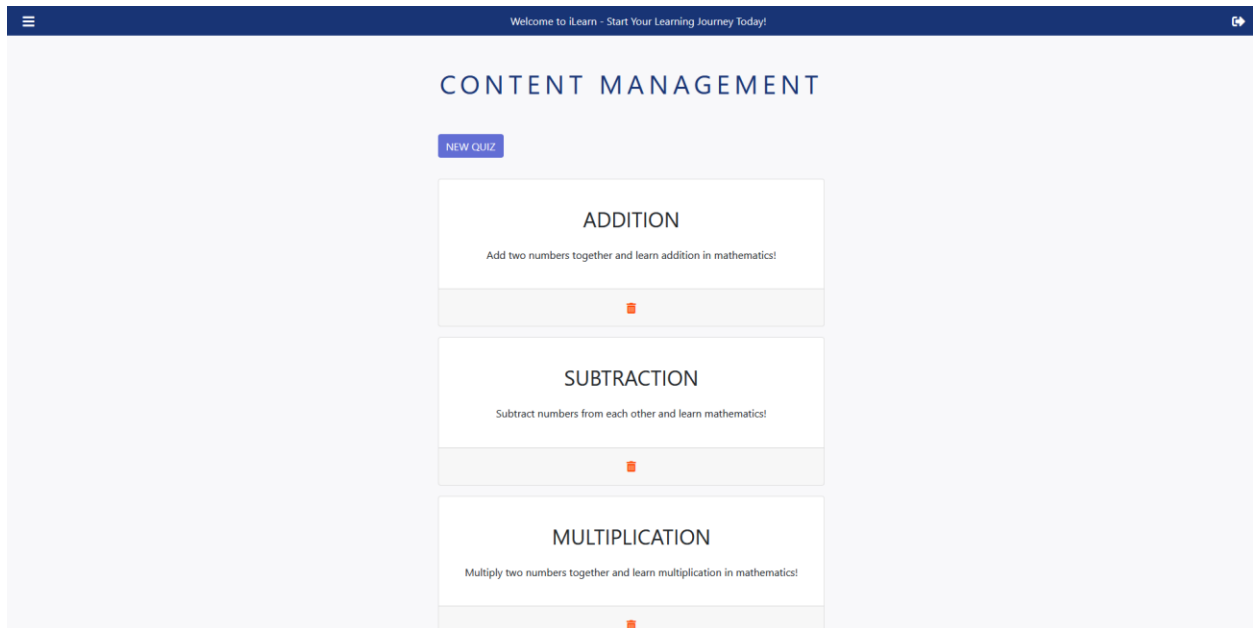 Welcome to iLearn - Start Your Learning Journey Today!
CONTENT MANAGEMENT
NEW QUIZ
ADDITION
Add two numbers together and learn addition in mathematics!
SUBTRACTION
Subtract numbers from each other and learn mathematics!
MULTIPLICATION
Multiply two numbers together and learn multiplication in mathematics!